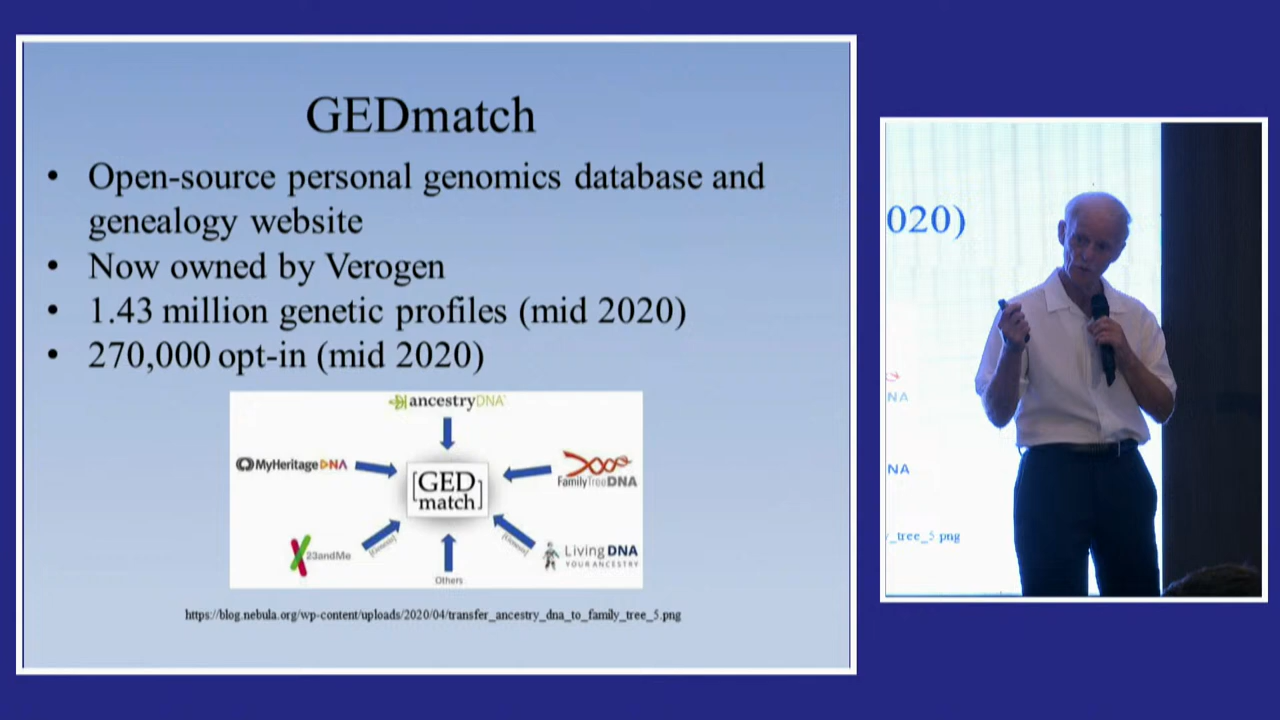 GEDmatch
• Open-source personal genomics database and
genealogy website
• Now owned by Verogen
• 1.43 million genetic profiles (mid 2020)
• 270,000 opt-in (mid 2020)
ancestryDNA
MyHeritage DNA
[GED
match]
FamilyTreeDNA
23andMe
[Genesis]
[Genesis]
Living DNA
YOUR ANCESTRY
Others
https://blog.nebula.org/wp-content/uploads/2020/04/transfer_ancestry_dna_to_family_tree_5.png
020)
NA
NA
_tree_5 png